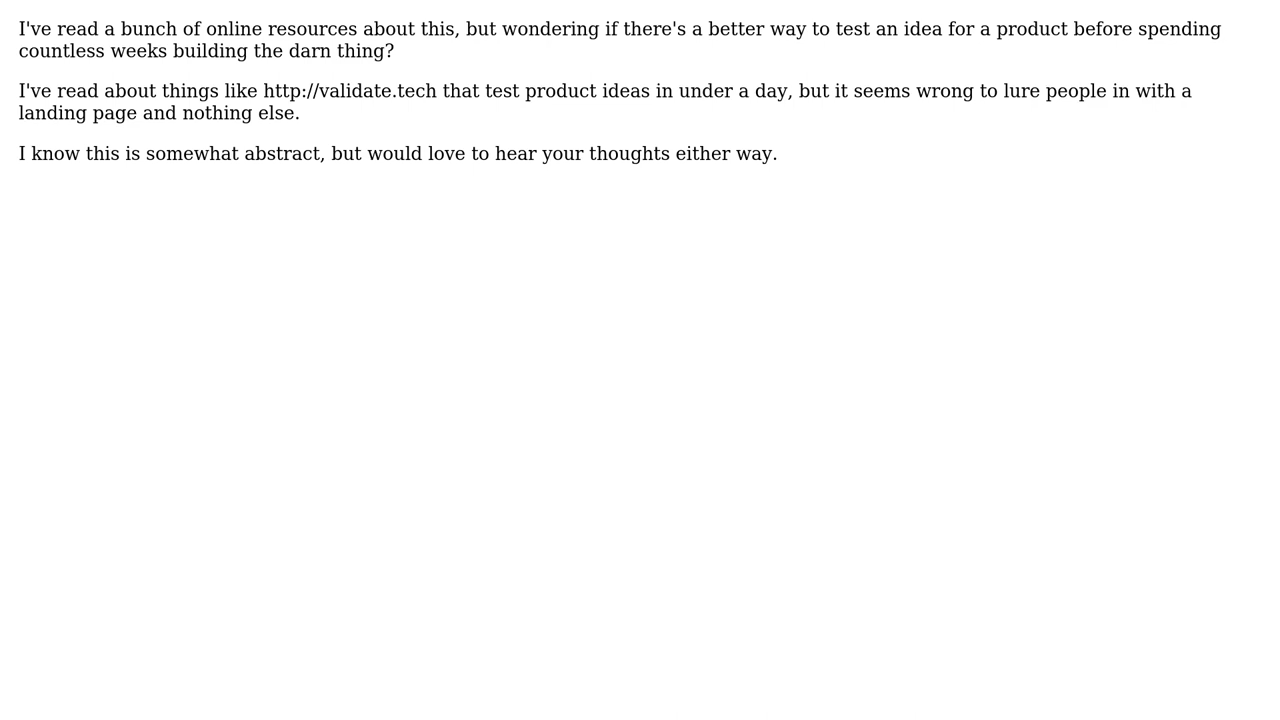 I've read a bunch of online resources about this, but wondering if there's a better way to test an idea for a product before spending
countless weeks building the darn thing?
I've read about things like http://validate.tech that test product ideas in under a day, but it seems wrong to lure people in with a
landing page and nothing else.
I know this is somewhat abstract, but would love to hear your thoughts either way.